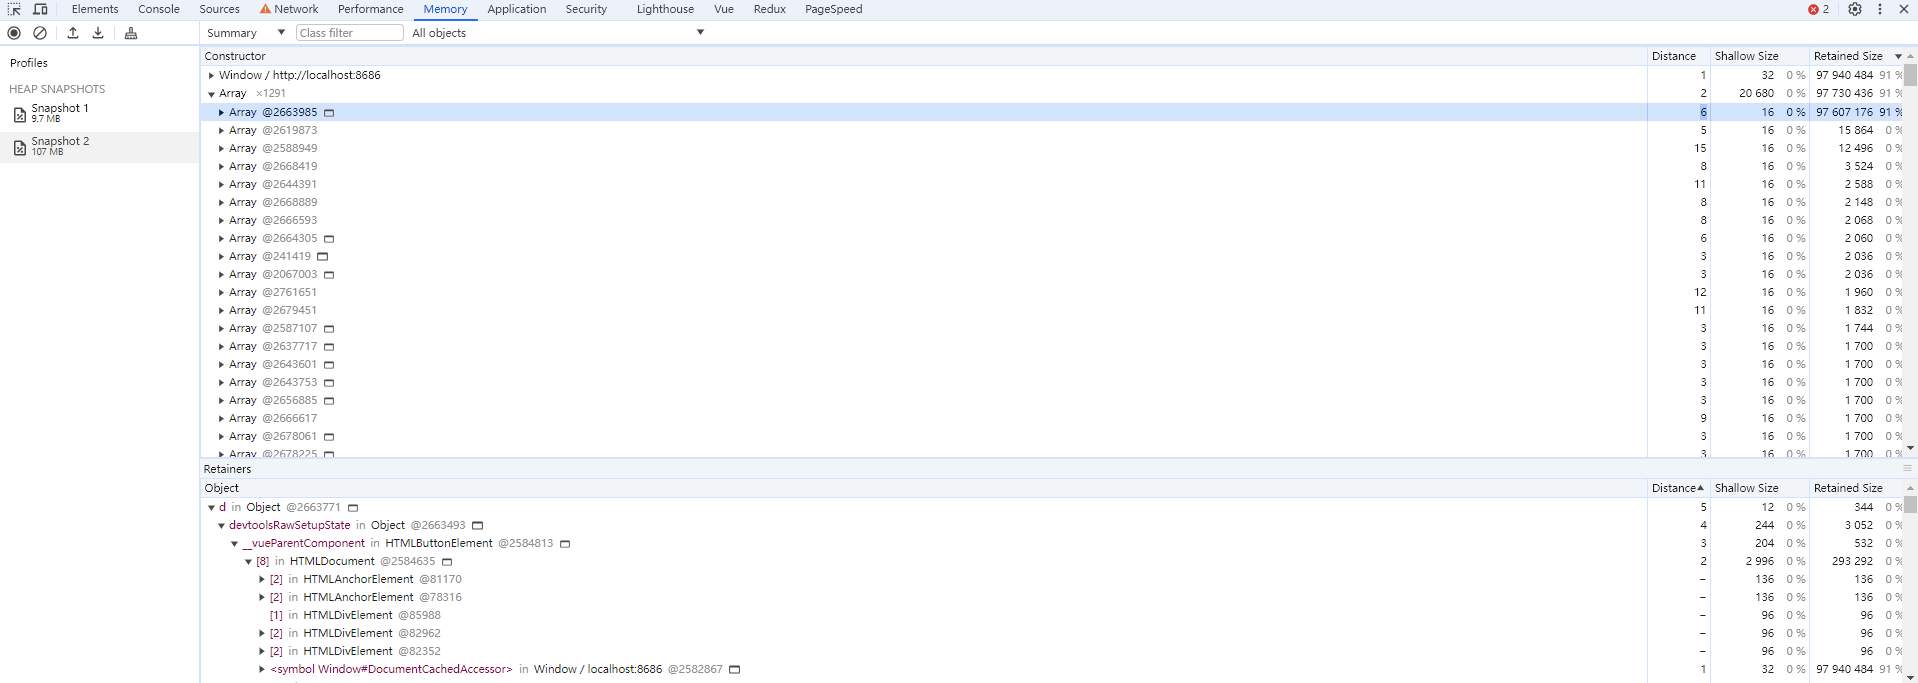 Elements Console Sources Network Performance Memory Application Security Lighthouse Vue Redux PageSpeed 2
Summary Class filter All objects
Profiles
HEAP SNAPSHOTS
Snapshot 1
9.7 MB
Snapshot 2
107 MB
Constructor Distance Shallow Size Retained Size
Window / http://localhost:8686 1 32 0 % 97 940 484 91 %
Array ×1291 2 20 680 0 % 97 730 436 91 %
Array @2663985 6 16 0 % 97 607 176 91 %
Array @2619873 5 16 0 % 15 864 0 %
Array @2588949 15 16 0 % 12 496 0 %
Array @2668419 8 16 0 % 3 524 0 %
Array @2644391 11 16 0 % 2 588 0 %
Array @2668889 8 16 0 % 2 148 0 %
Array @2666593 8 16 0 % 2 068 0 %
Array @2664305 6 16 0 % 2 060 0 %
Array @241419 3 16 0 % 2 036 0 %
Array @2067003 3 16 0 % 2 036 0 %
Array @2761651 12 16 0 % 1 960 0 %
Array @2679451 11 16 0 % 1 832 0 %
Array @2587107 3 16 0 % 1 744 0 %
Array @2637717 3 16 0 % 1 700 0 %
Array @2643601 3 16 0 % 1 700 0 %
Array @2643753 3 16 0 % 1 700 0 %
Array @2656885 3 16 0 % 1 700 0 %
Array @2666617 9 16 0 % 1 700 0 %
Array @2678061 3 16 0 % 1 700 0 %
Array @2678225 3 16 0 % 1 700 0 %
Retainers
Object Distance Shallow Size Retained Size
d in Object @2663771 5 12 0 % 344 0 %
devtoolsRawSetupState in Object @2663493 4 244 0 % 3 052 0 %
__vueParentComponent in HTMLButtonElement @2584813 3 204 0 % 532 0 %
[8] in HTMLDocument @2584635 2 2 996 0 % 293 292 0 %
[2] in HTMLAnchorElement @81170 – 136 0 % 136 0 %
[2] in HTMLAnchorElement @78316 – 136 0 % 136 0 %
[1] in HTMLDivElement @85988 – 96 0 % 96 0 %
[2] in HTMLDivElement @82962 – 96 0 % 96 0 %
[2] in HTMLDivElement @82352 – 96 0 % 96 0 %
<symbol Window#DocumentCachedAccessor> in Window / localhost:8686 @2582867 1 32 0 % 97 940 484 91 %